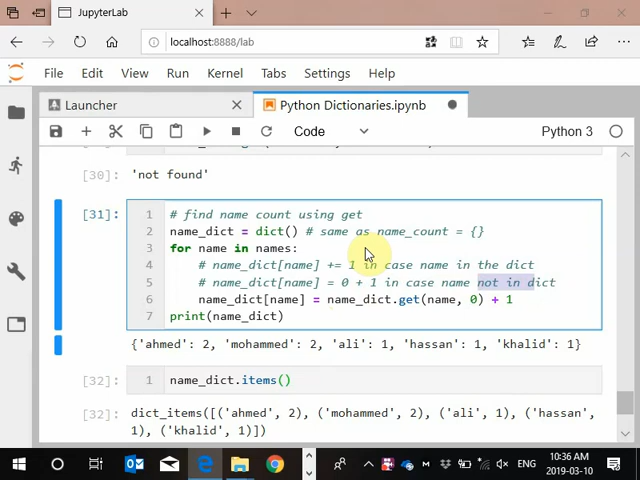 JupyterLab
localhost:8888/lab
File Edit View Run Kernel Tabs Settings Help
Launcher
Python Dictionaries.ipynb
Code
Python 3
[30]: 'not found'
[31]:
1 # find name count using get
2 name_dict = dict() # same as name_count = {}
3 for name in names:
4 # name_dict[name] += 1 in case name in the dict
5 # name_dict[name] = 0 + 1 in case name not in dict
6 name_dict[name] = name_dict.get(name, 0) + 1
7 print(name_dict)
{'ahmed': 2, 'mohammed': 2, 'ali': 1, 'hassan': 1, 'khalid': 1}
[32]: 1 name_dict.items()
[32]: dict_items([('ahmed', 2), ('mohammed', 2), ('ali', 1), ('hassan',
1), ('khalid', 1)])
ENG
10:36 AM
2019-03-10